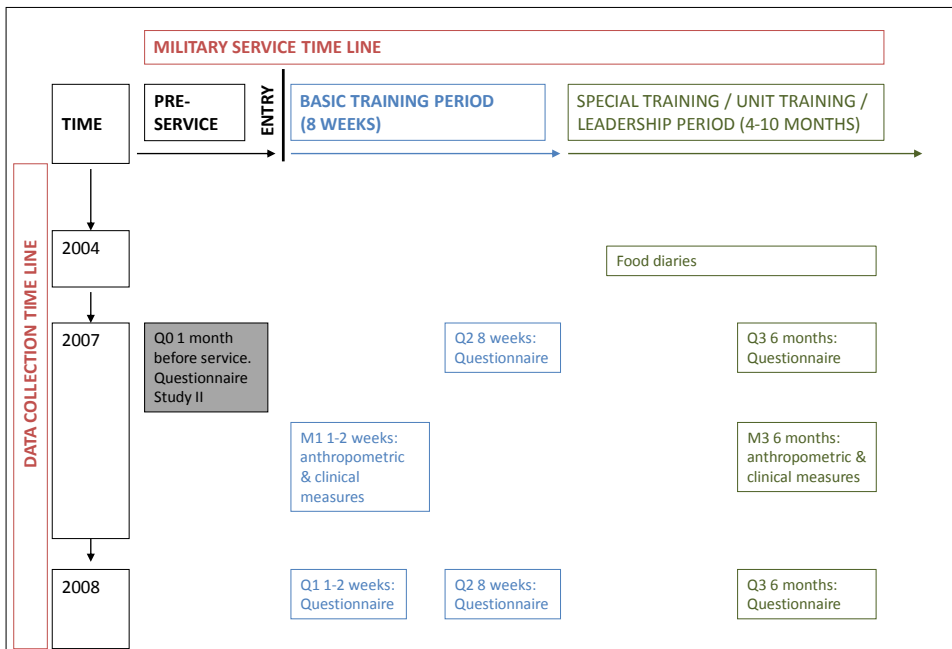 MILITARY SERVICE TIME LINE
TIME
PRE-
SERVICE
ENTRY
BASIC TRAINING PERIOD
(8 WEEKS)
SPECIAL TRAINING / UNIT TRAINING /
LEADERSHIP PERIOD (4-10 MONTHS)
DATA COLLECTION TIME LINE
2004
Food diaries
2007
Q0 1 month
before service.
Questionnaire
Study II
Q2 8 weeks:
Questionnaire
Q3 6 months:
Questionnaire
M1 1-2 weeks:
anthropometric
& clinical
measures
M3 6 months:
anthropometric &
clinical measures
2008
Q1 1-2 weeks:
Questionnaire
Q2 8 weeks:
Questionnaire
Q3 6 months:
Questionnaire